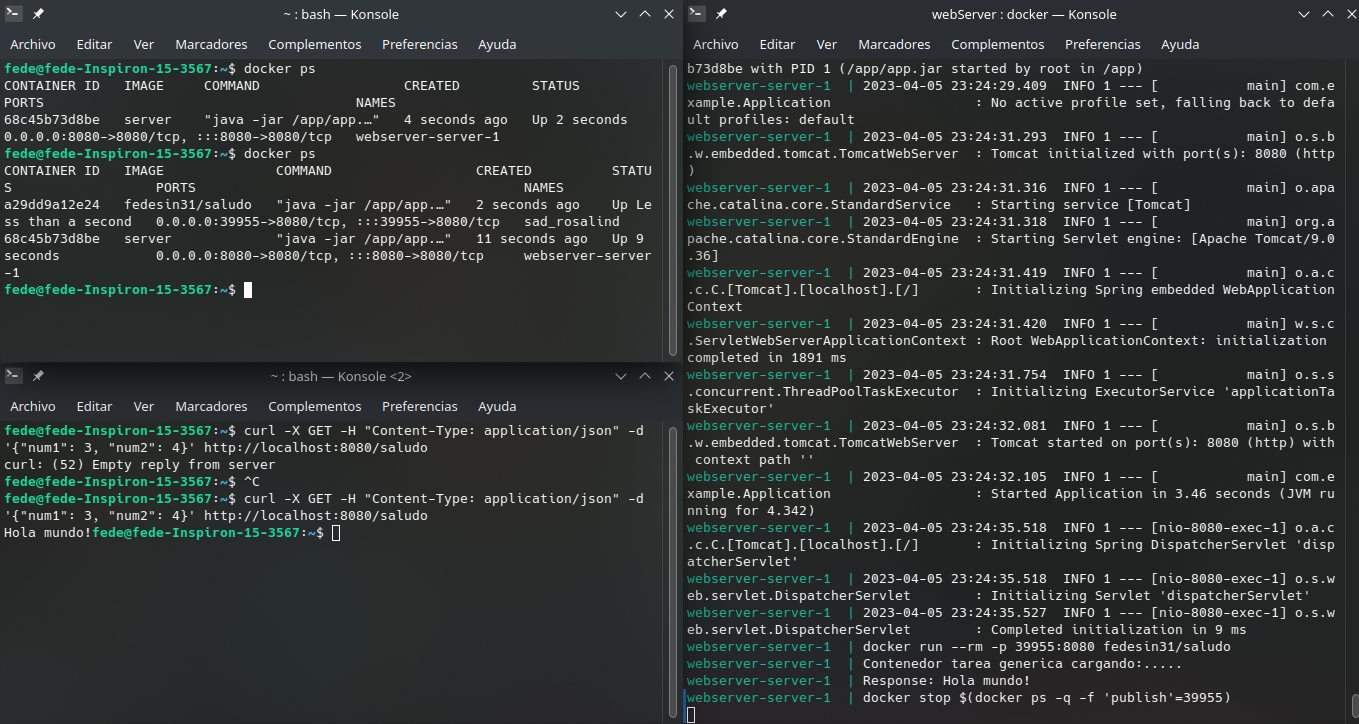 ~ : bash — Konsole
Archivo Editar Ver Marcadores Complementos Preferencias Ayuda
fede@fede-Inspiron-15-3567:~$ docker ps
CONTAINER ID   IMAGE     COMMAND                  CREATED         STATUS
PORTS                                       NAMES
68c45b73d8be   server    "java -jar /app/app.…"   4 seconds ago   Up 2 seconds
0.0.0.0:8080->8080/tcp, :::8080->8080/tcp   webserver-server-1
fede@fede-Inspiron-15-3567:~$ docker ps
CONTAINER ID   IMAGE              COMMAND                  CREATED          STATU
S            PORTS                                         NAMES
a29dd9a12e24   fedesin31/saludo   "java -jar /app/app.…"   2 seconds ago    Up Le
ss than a second   0.0.0.0:39955->8080/tcp, :::39955->8080/tcp   sad_rosalind
68c45b73d8be   server             "java -jar /app/app.…"   11 seconds ago   Up 9
seconds            0.0.0.0:8080->8080/tcp, :::8080->8080/tcp     webserver-server
-1
fede@fede-Inspiron-15-3567:~$
~ : bash — Konsole <2>
Archivo Editar Ver Marcadores Complementos Preferencias Ayuda
fede@fede-Inspiron-15-3567:~$ curl -X GET -H "Content-Type: application/json" -d
'{"num1": 3, "num2": 4}' http://localhost:8080/saludo
curl: (52) Empty reply from server
fede@fede-Inspiron-15-3567:~$ ^C
fede@fede-Inspiron-15-3567:~$ curl -X GET -H "Content-Type: application/json" -d
'{"num1": 3, "num2": 4}' http://localhost:8080/saludo
Hola mundo!fede@fede-Inspiron-15-3567:~$
webServer : docker — Konsole
Archivo Editar Ver Marcadores Complementos Preferencias Ayuda
b73d8be with PID 1 (/app/app.jar started by root in /app)
webserver-server-1  | 2023-04-05 23:24:29.409  INFO 1 --- [           main] com.e
xample.Application                  : No active profile set, falling back to defa
ult profiles: default
webserver-server-1  | 2023-04-05 23:24:31.293  INFO 1 --- [           main] o.s.b
.w.embedded.tomcat.TomcatWebServer  : Tomcat initialized with port(s): 8080 (http
)
webserver-server-1  | 2023-04-05 23:24:31.316  INFO 1 --- [           main] o.apa
che.catalina.core.StandardService   : Starting service [Tomcat]
webserver-server-1  | 2023-04-05 23:24:31.318  INFO 1 --- [           main] org.a
pache.catalina.core.StandardEngine  : Starting Servlet engine: [Apache Tomcat/9.0
.36]
webserver-server-1  | 2023-04-05 23:24:31.419  INFO 1 --- [           main] o.a.c
.c.C.[Tomcat].[localhost].[/]       : Initializing Spring embedded WebApplication
Context
webserver-server-1  | 2023-04-05 23:24:31.420  INFO 1 --- [           main] w.s.c
.ServletWebServerApplicationContext : Root WebApplicationContext: initialization
completed in 1891 ms
webserver-server-1  | 2023-04-05 23:24:31.754  INFO 1 --- [           main] o.s.s
.concurrent.ThreadPoolTaskExecutor  : Initializing ExecutorService 'applicationTa
skExecutor'
webserver-server-1  | 2023-04-05 23:24:32.081  INFO 1 --- [           main] o.s.b
.w.embedded.tomcat.TomcatWebServer  : Tomcat started on port(s): 8080 (http) with
 context path ''
webserver-server-1  | 2023-04-05 23:24:32.105  INFO 1 --- [           main] com.e
xample.Application                  : Started Application in 3.46 seconds (JVM ru
nning for 4.342)
webserver-server-1  | 2023-04-05 23:24:35.518  INFO 1 --- [nio-8080-exec-1] o.a.c
.c.C.[Tomcat].[localhost].[/]       : Initializing Spring DispatcherServlet 'disp
atcherServlet'
webserver-server-1  | 2023-04-05 23:24:35.518  INFO 1 --- [nio-8080-exec-1] o.s.w
eb.servlet.DispatcherServlet        : Initializing Servlet 'dispatcherServlet'
webserver-server-1  | 2023-04-05 23:24:35.527  INFO 1 --- [nio-8080-exec-1] o.s.w
eb.servlet.DispatcherServlet        : Completed initialization in 9 ms
webserver-server-1  | docker run --rm -p 39955:8080 fedesin31/saludo
webserver-server-1  | Contenedor tarea generica cargando:.....
webserver-server-1  | Response: Hola mundo!
webserver-server-1  | docker stop $(docker ps -q -f 'publish'=39955)